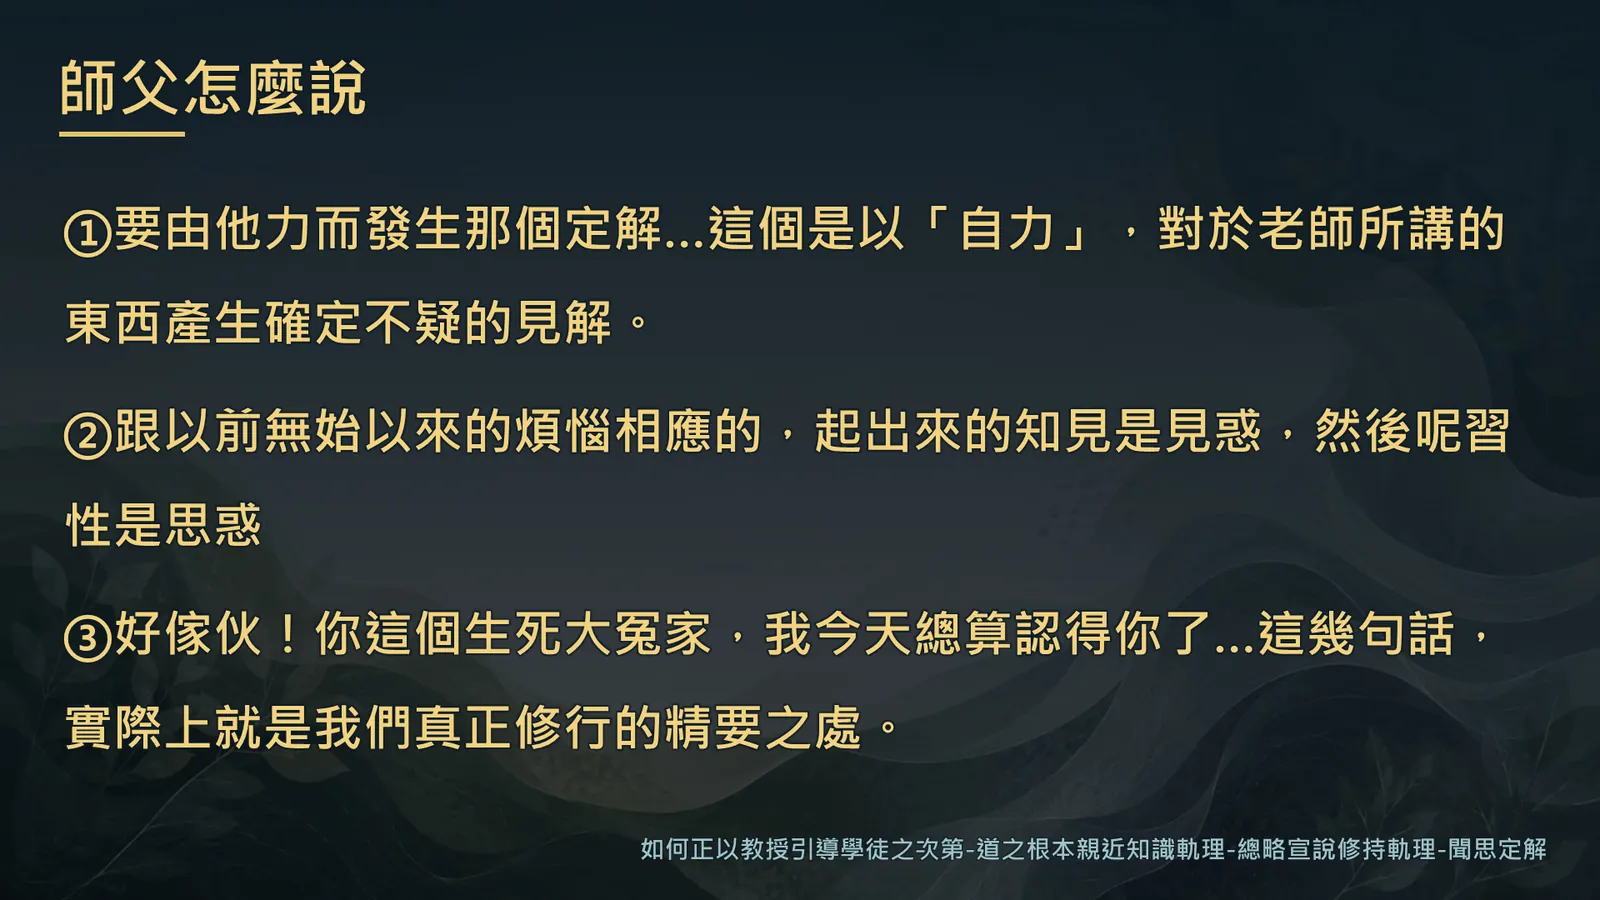 師父怎麼說
①要由他力而發生那個定解...這個是以「自力」，對於老師所講的
東西產生確定不疑的見解。
②跟以前無始以來的煩惱相應的，起出來的知見是見惑，然後呢習
性是思惑
③好傢伙！你這個生死大冤家，我今天總算認得你了...這幾句話，
實際上就是我們真正修行的精要之處。
如何正以教授引導學徒之次第-道之根本親近知識軌理-總略宣說修持軌理-聞思定解